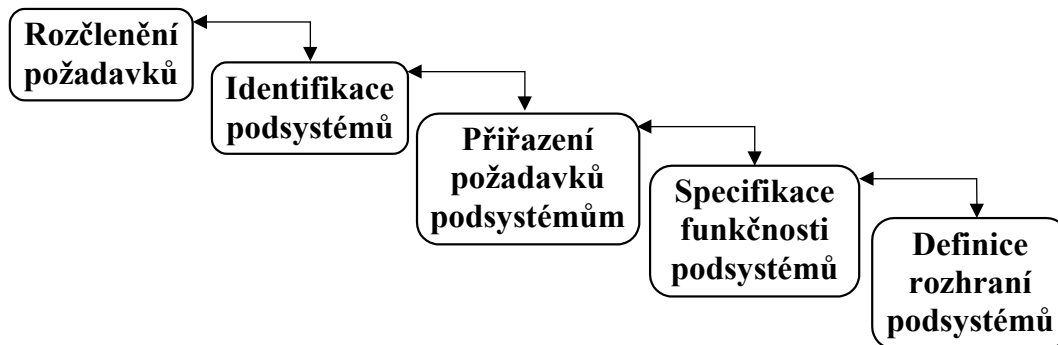 Rozčlenění
požadavků
Identifikace
podsystémů
Přiřazení
požadavků
podsystémům
Specifikace
funkčnosti
podsystémů
Definice
rozhraní
podsystémů